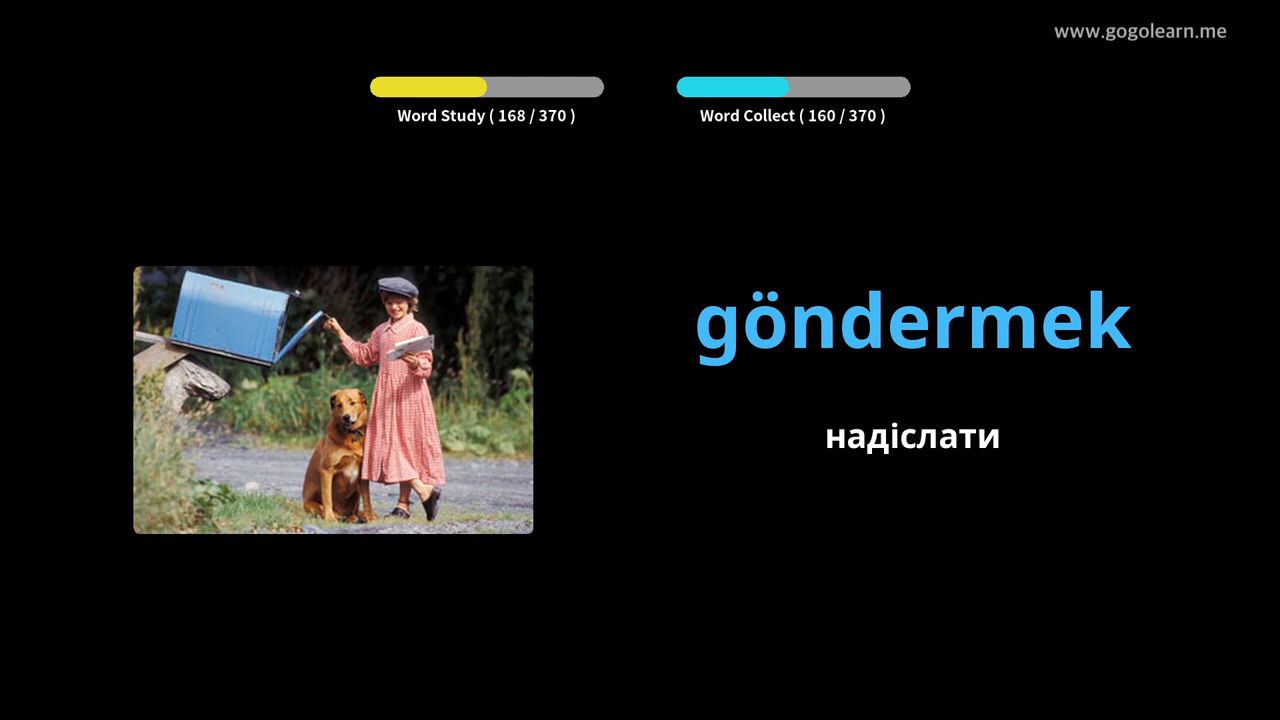 www.gogolearn.me
Word Study ( 168 / 370 )
Word Collect ( 160 / 370 )
göndermek
надіслати